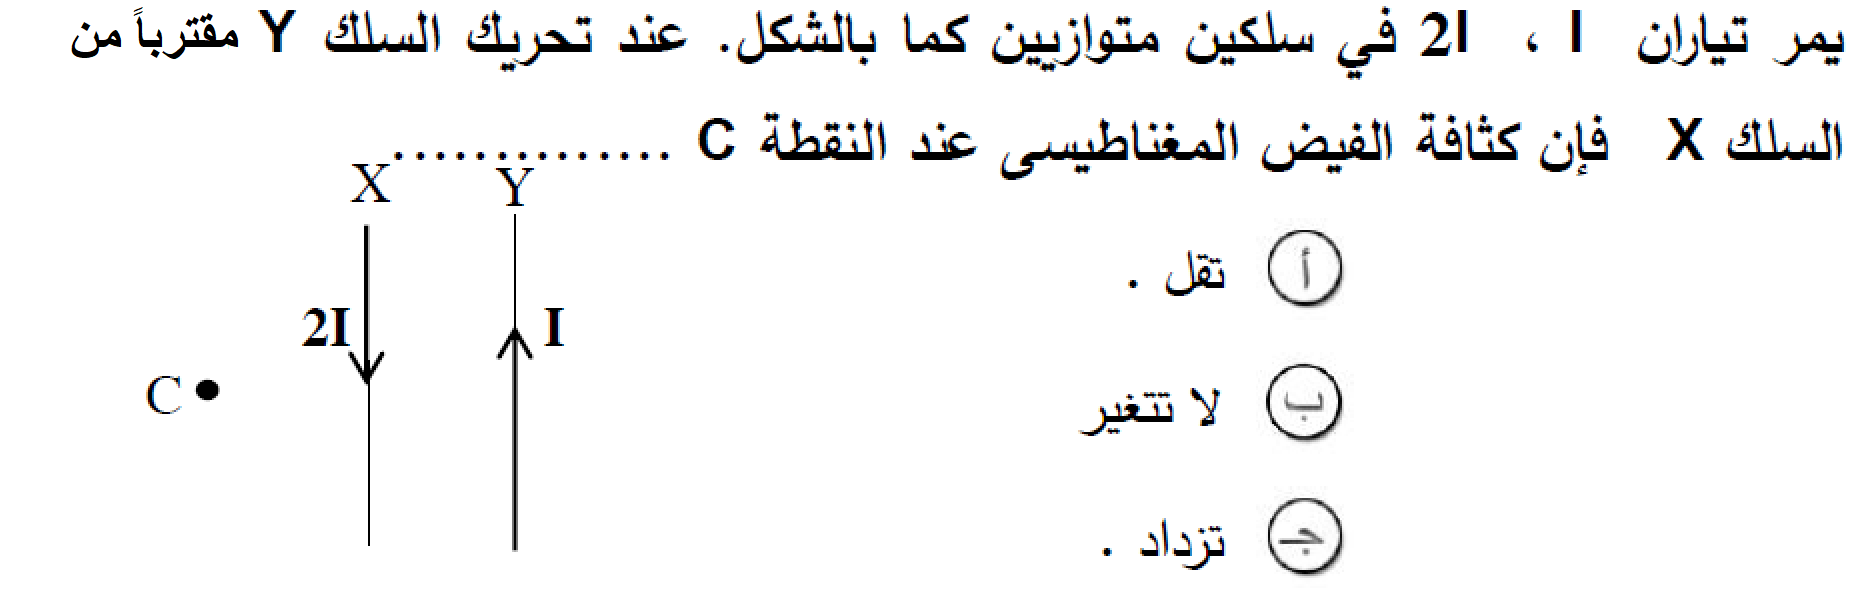 يمر تياران I ، 2I في سلكين متوازيين كما بالشكل. عند تحريك السلك Y مقترباً من
السلك X فإن كثافة الفيض المغناطيسى عند النقطة C ..............
X Y
أ تقل .
2I I
C
ب لا تتغير
جـ تزداد .